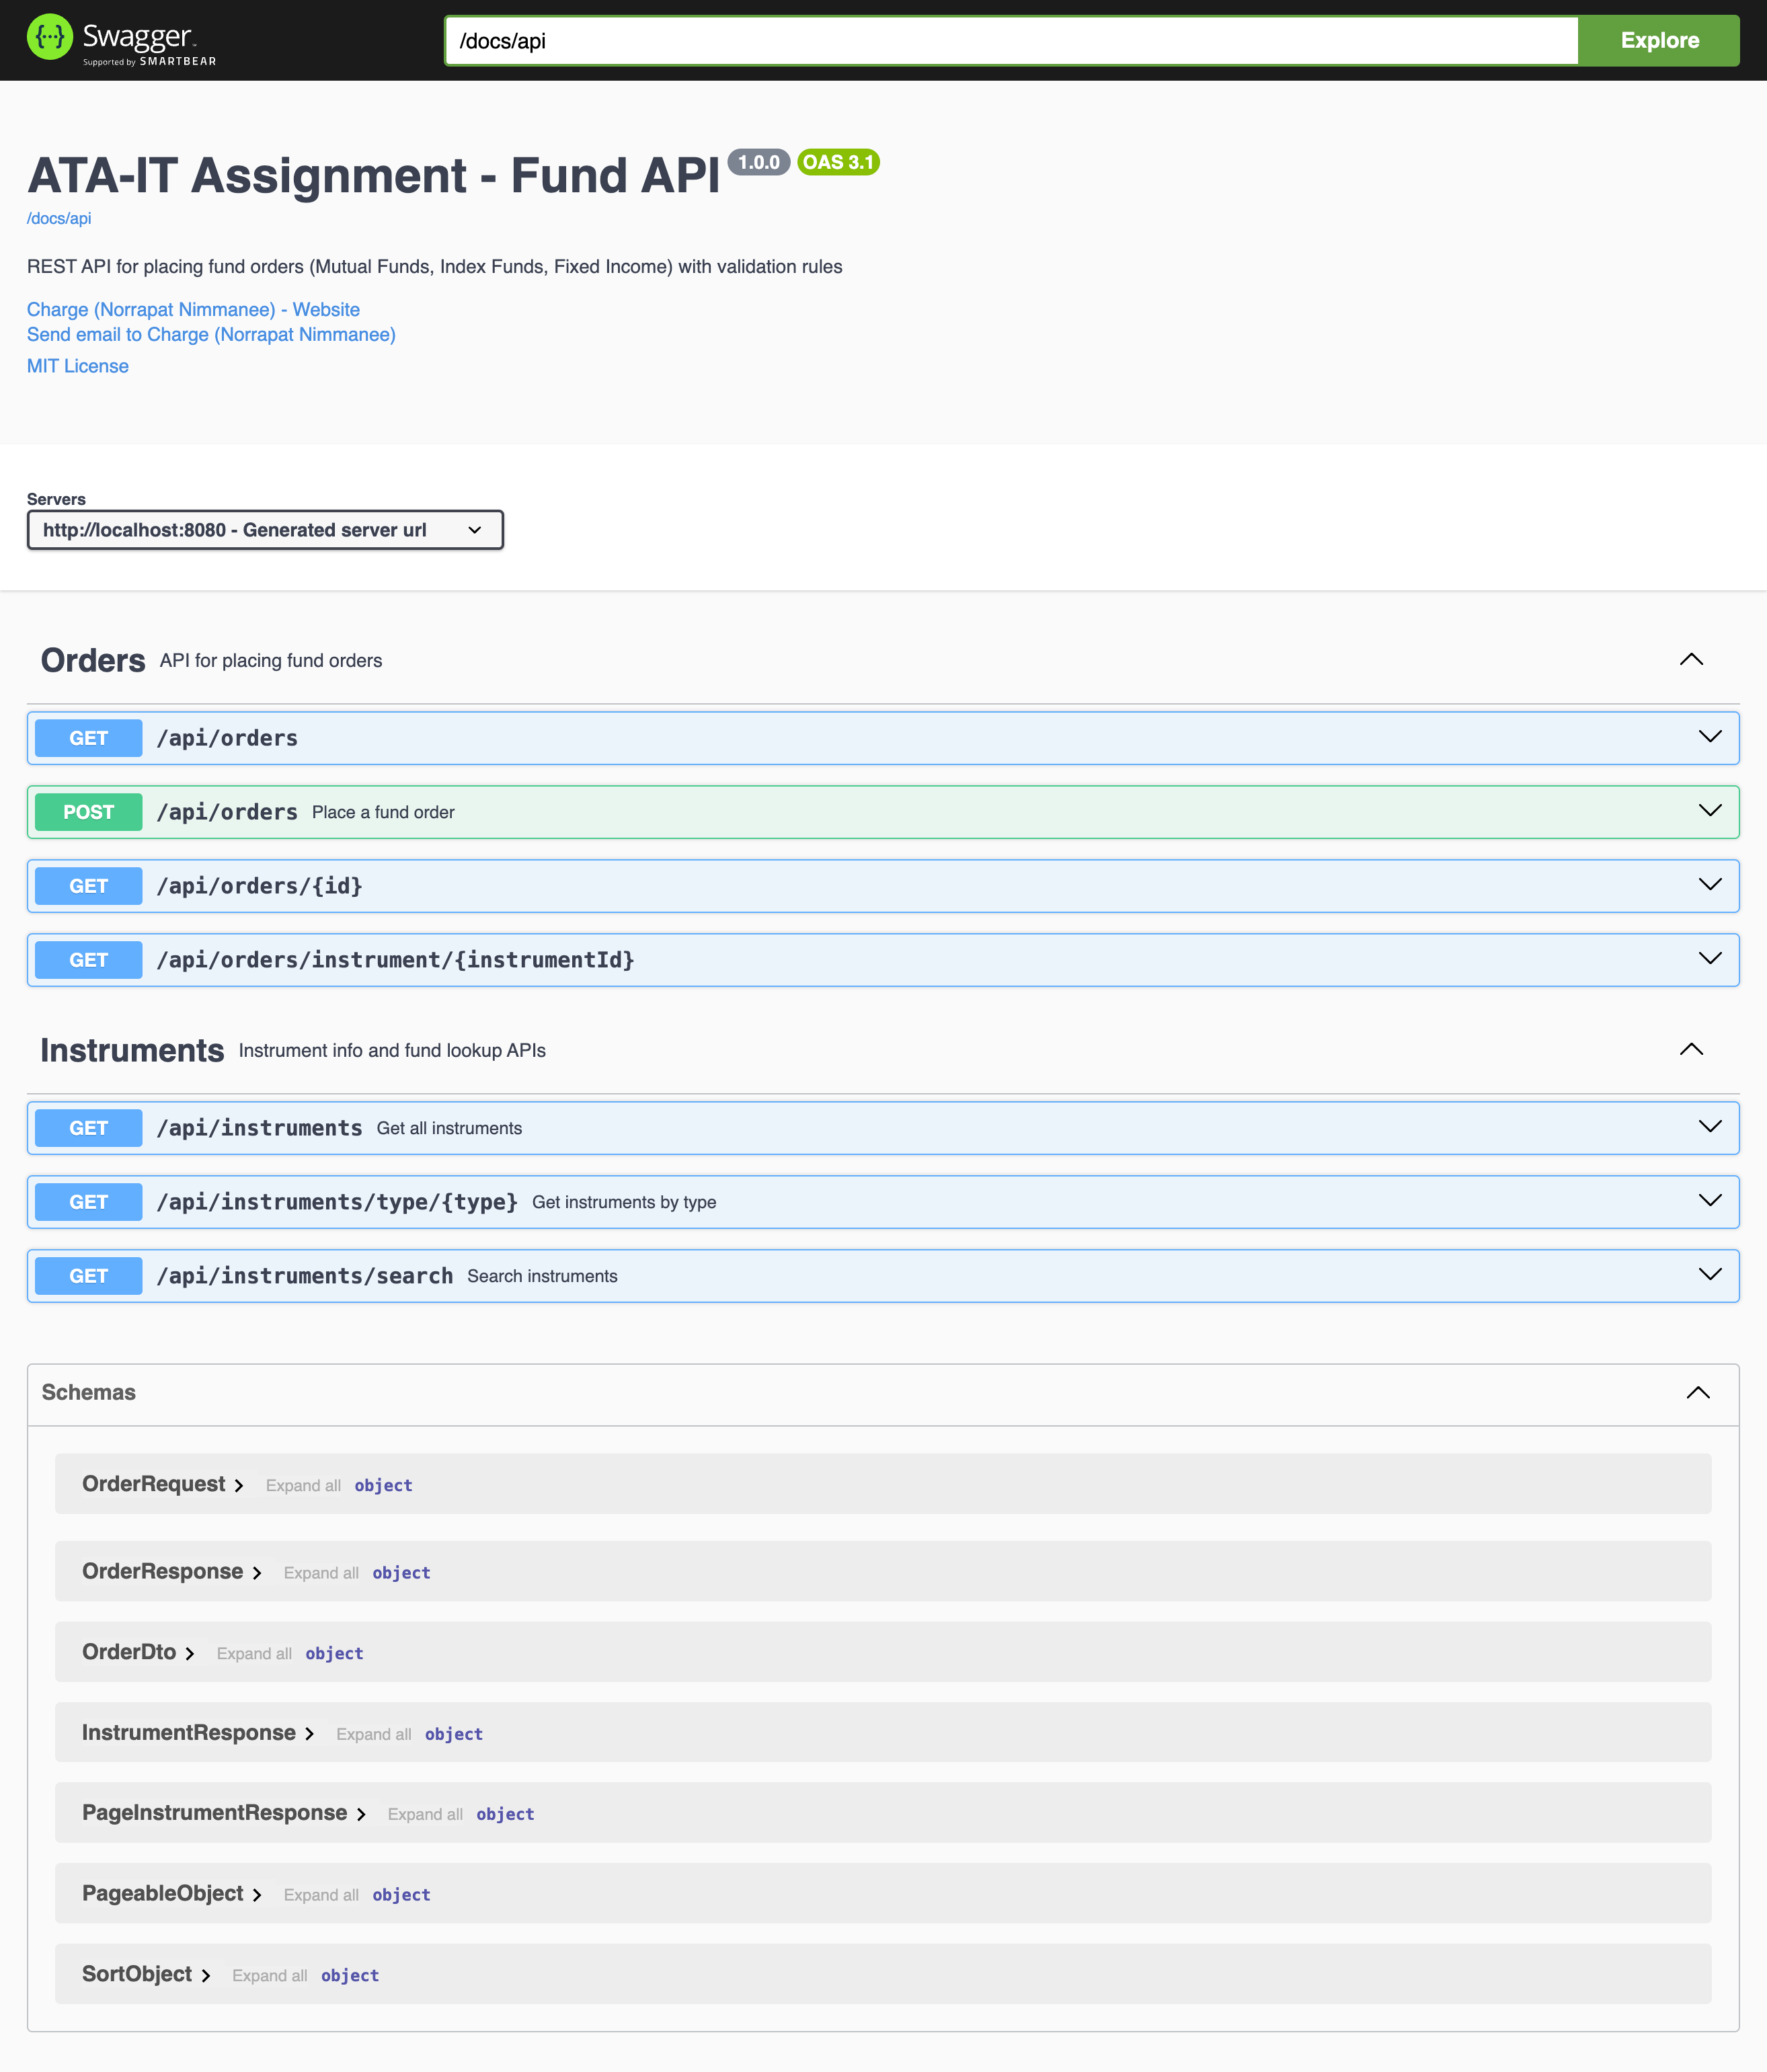 Swagger
Supported by SMARTBEAR
/docs/api
Explore
ATA-IT Assignment - Fund API 1.0.0 OAS 3.1
/docs/api
REST API for placing fund orders (Mutual Funds, Index Funds, Fixed Income) with validation rules
Charge (Norrapat Nimmanee) - Website
Send email to Charge (Norrapat Nimmanee)
MIT License
Servers
http://localhost:8080 - Generated server url
Orders API for placing fund orders
GET /api/orders
POST /api/orders Place a fund order
GET /api/orders/{id}
GET /api/orders/instrument/{instrumentId}
Instruments Instrument info and fund lookup APIs
GET /api/instruments Get all instruments
GET /api/instruments/type/{type} Get instruments by type
GET /api/instruments/search Search instruments
Schemas
OrderRequest Expand all object
OrderResponse Expand all object
OrderDto Expand all object
InstrumentResponse Expand all object
PageInstrumentResponse Expand all object
PageableObject Expand all object
SortObject Expand all object